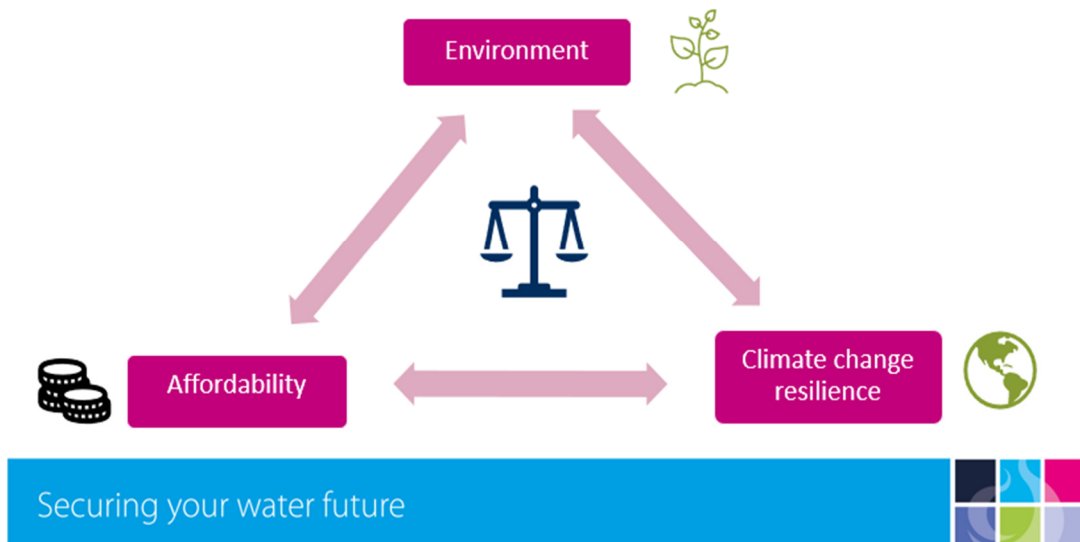 Environment
Affordability
Climate change
resilience
Securing your water future